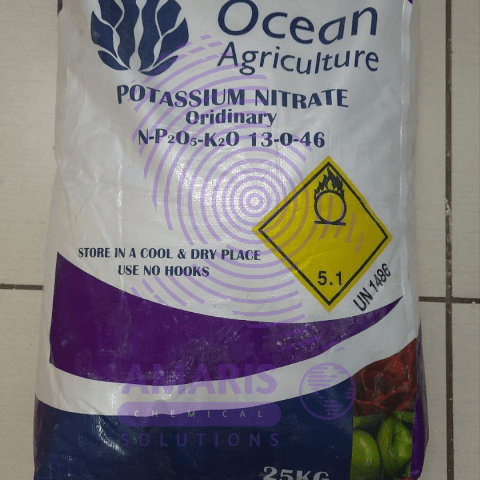 Ocean
Agriculture
POTASSIUM NITRATE
Oridinary
N-P₂O₅-K₂O 13-0-46
STORE IN A COOL & DRY PLACE
USE NO HOOKS
5.1
UN 1486
AMARIS
CHEMICAL
SOLUTIONS
25KG